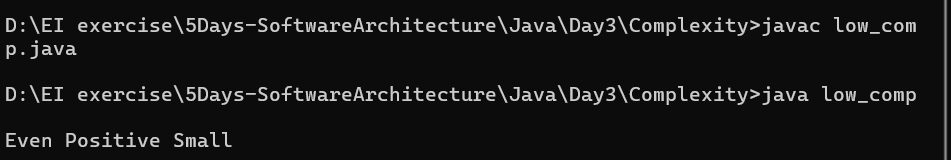 D:\EI exercise\5Days-SoftwareArchitecture\Java\Day3\Complexity>javac low_com
p.java
D:\EI exercise\5Days-SoftwareArchitecture\Java\Day3\Complexity>java low_comp
Even Positive Small